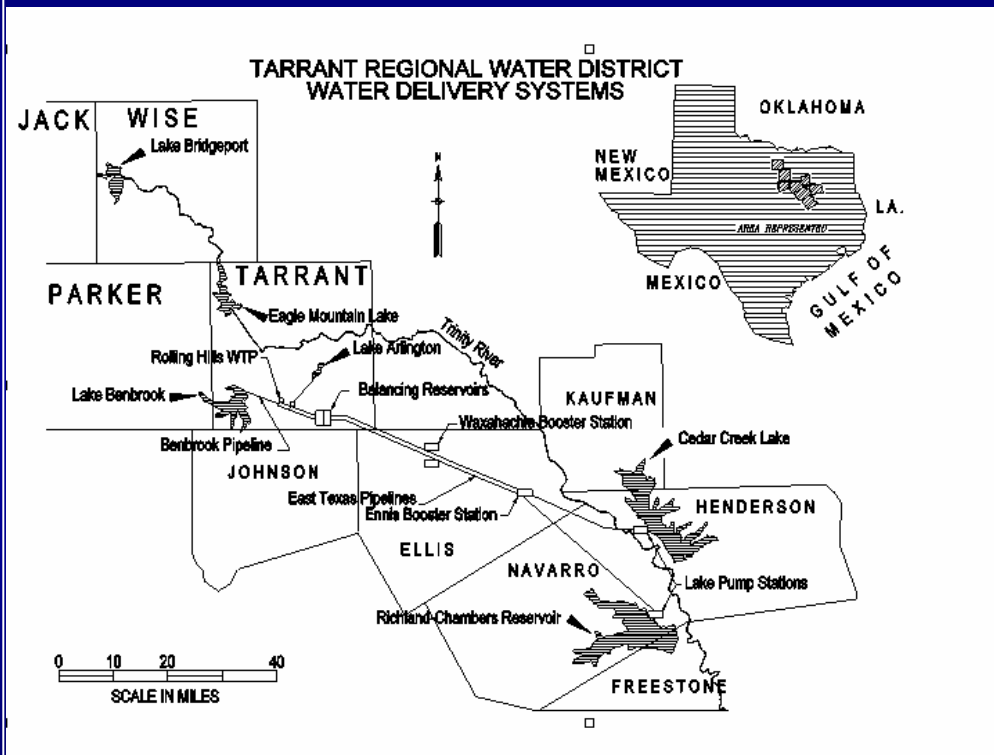 TARRANT REGIONAL WATER DISTRICT
WATER DELIVERY SYSTEMS
JACK
WISE
Lake Bridgeport
N
OKLAHOMA
NEW
MEXICO
LA.
AREA REPRESENTED
MEXICO
GULF OF
MEXICO
PARKER
TARRANT
Eagle Mountain Lake
Trinity River
Rolling Hills WTP
Lake Arlington
Lake Benbrook
Balancing Reservoirs
KAUFMAN
Waxahachie Booster Station
Cedar Creek Lake
Benbrook Pipeline
JOHNSON
East Texas Pipelines
Ennis Booster Station
HENDERSON
ELLIS
NAVARRO
Lake Pump Stations
Richland-Chambers Reservoir
FREESTONE
0 10 20 40
SCALE IN MILES